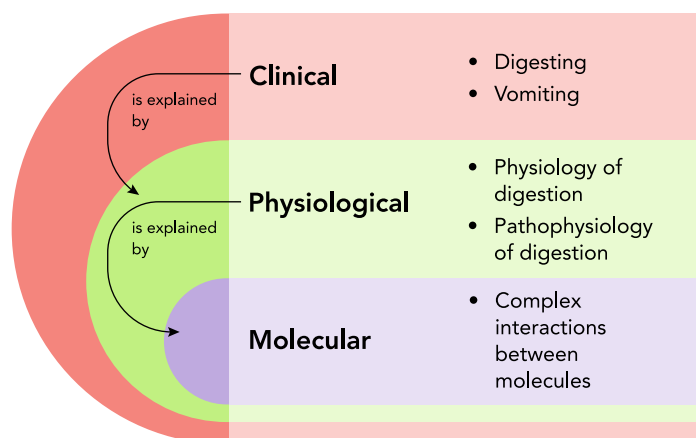 Clinical
• Digesting
• Vomiting
is explained
by
Physiological
• Physiology of
digestion
• Pathophysiology
of digestion
is explained
by
Molecular
• Complex
interactions
between
molecules